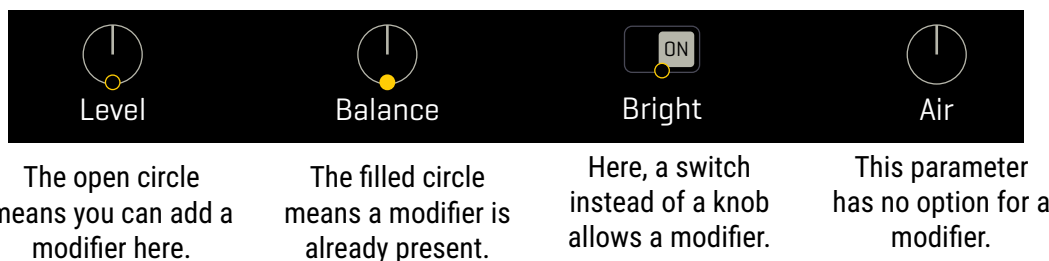 ON
Level
Balance
Bright
Air
The open circle
means you can add a
modifier here.
The filled circle
means a modifier is
already present.
Here, a switch
instead of a knob
allows a modifier.
This parameter
has no option for a
modifier.